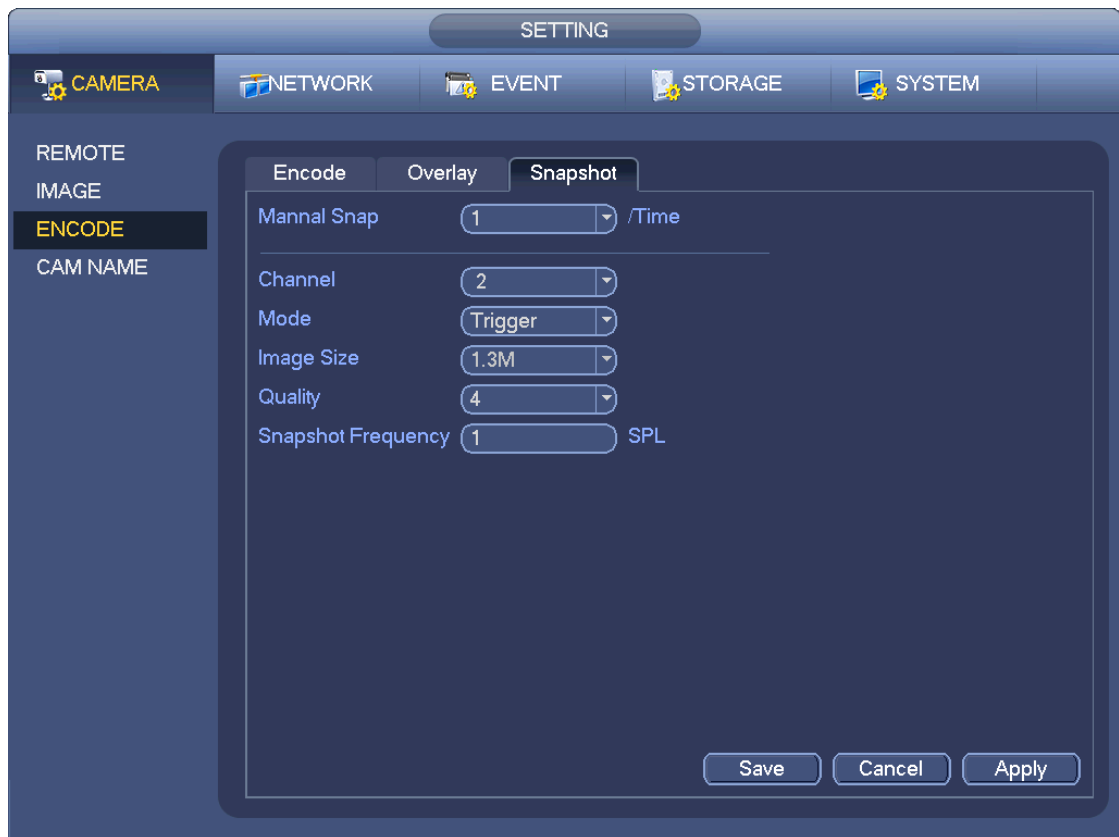 SETTING
CAMERA NETWORK EVENT STORAGE SYSTEM
REMOTE
IMAGE
ENCODE
CAM NAME
Encode Overlay Snapshot
Mannal Snap 1 /Time
Channel 2
Mode Trigger
Image Size 1.3M
Quality 4
Snapshot Frequency 1 SPL
Save Cancel Apply